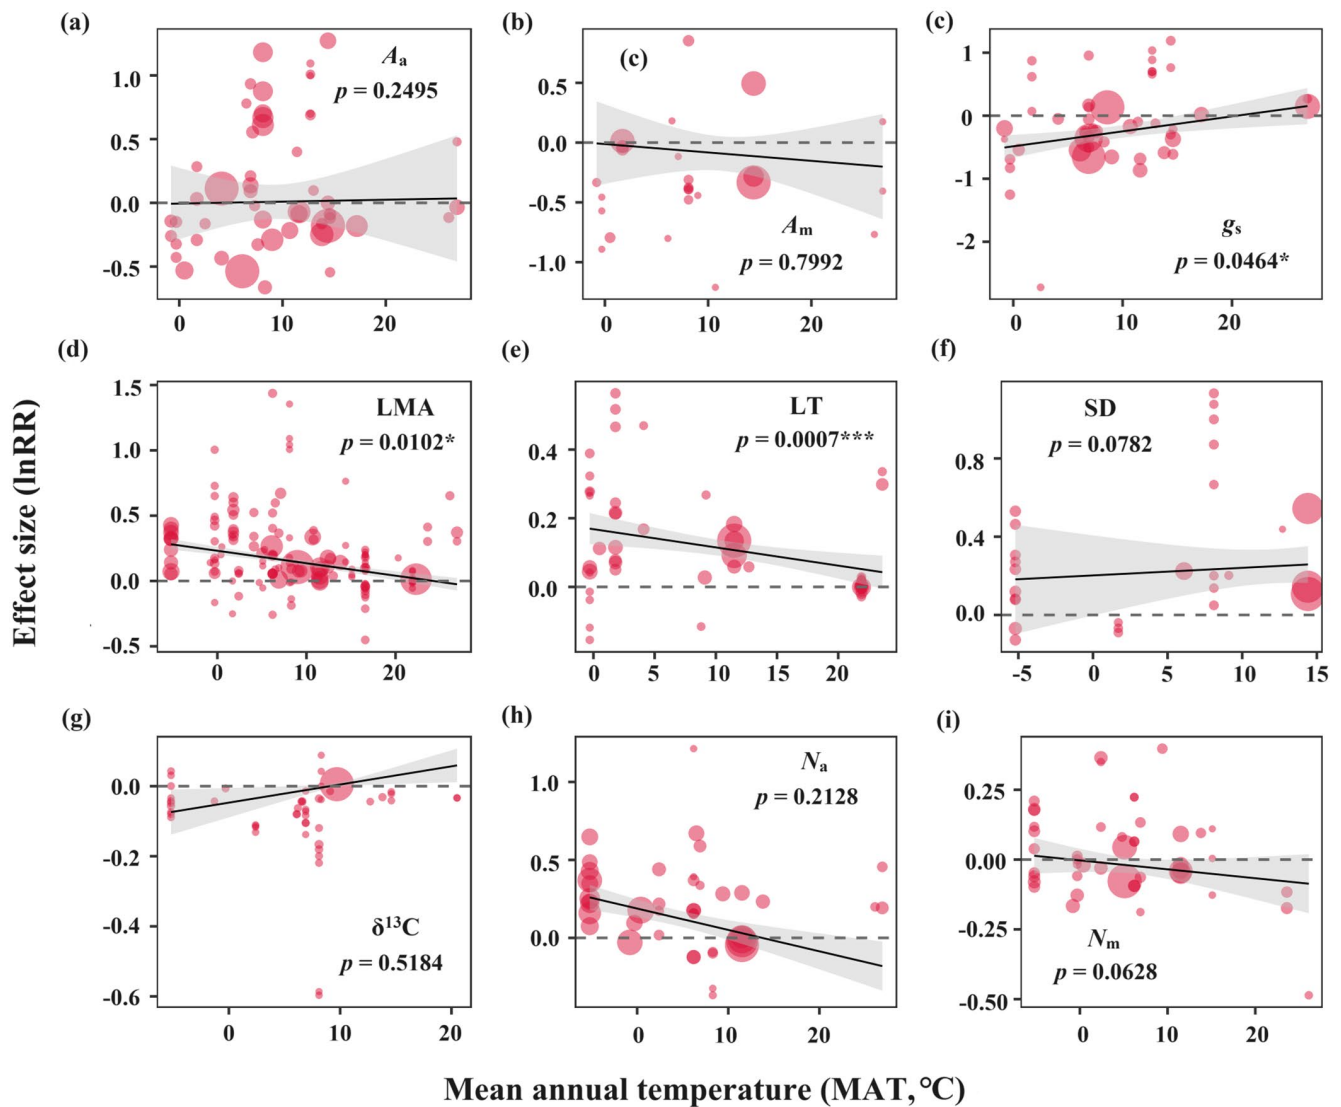 (a)
(b)
(c)
1.0
0.5
0.0
-0.5
0
10
20
Aa
p = 0.2495
0.5
0.0
-0.5
-1.0
0
10
20
(c)
Am
p = 0.7992
0
-1
-2
0
10
20
gs
p = 0.0464*
(d)
(e)
(f)
1.5
1.0
0.5
0.0
-0.5
0
10
20
LMA
p = 0.0102*
0.4
0.2
0.0
0
5
10
15
20
LT
p = 0.0007***
0.8
0.4
0.0
-5
0
5
10
15
SD
p = 0.0782
(g)
(h)
(i)
0.0
-0.2
-0.4
-0.6
0
10
20
δ13C
p = 0.5184
1.0
0.5
0.0
0
10
20
Na
p = 0.2128
0.25
0.00
-0.25
-0.50
0
10
20
Nm
p = 0.0628
Effect size (lnRR)
Mean annual temperature (MAT, °C)